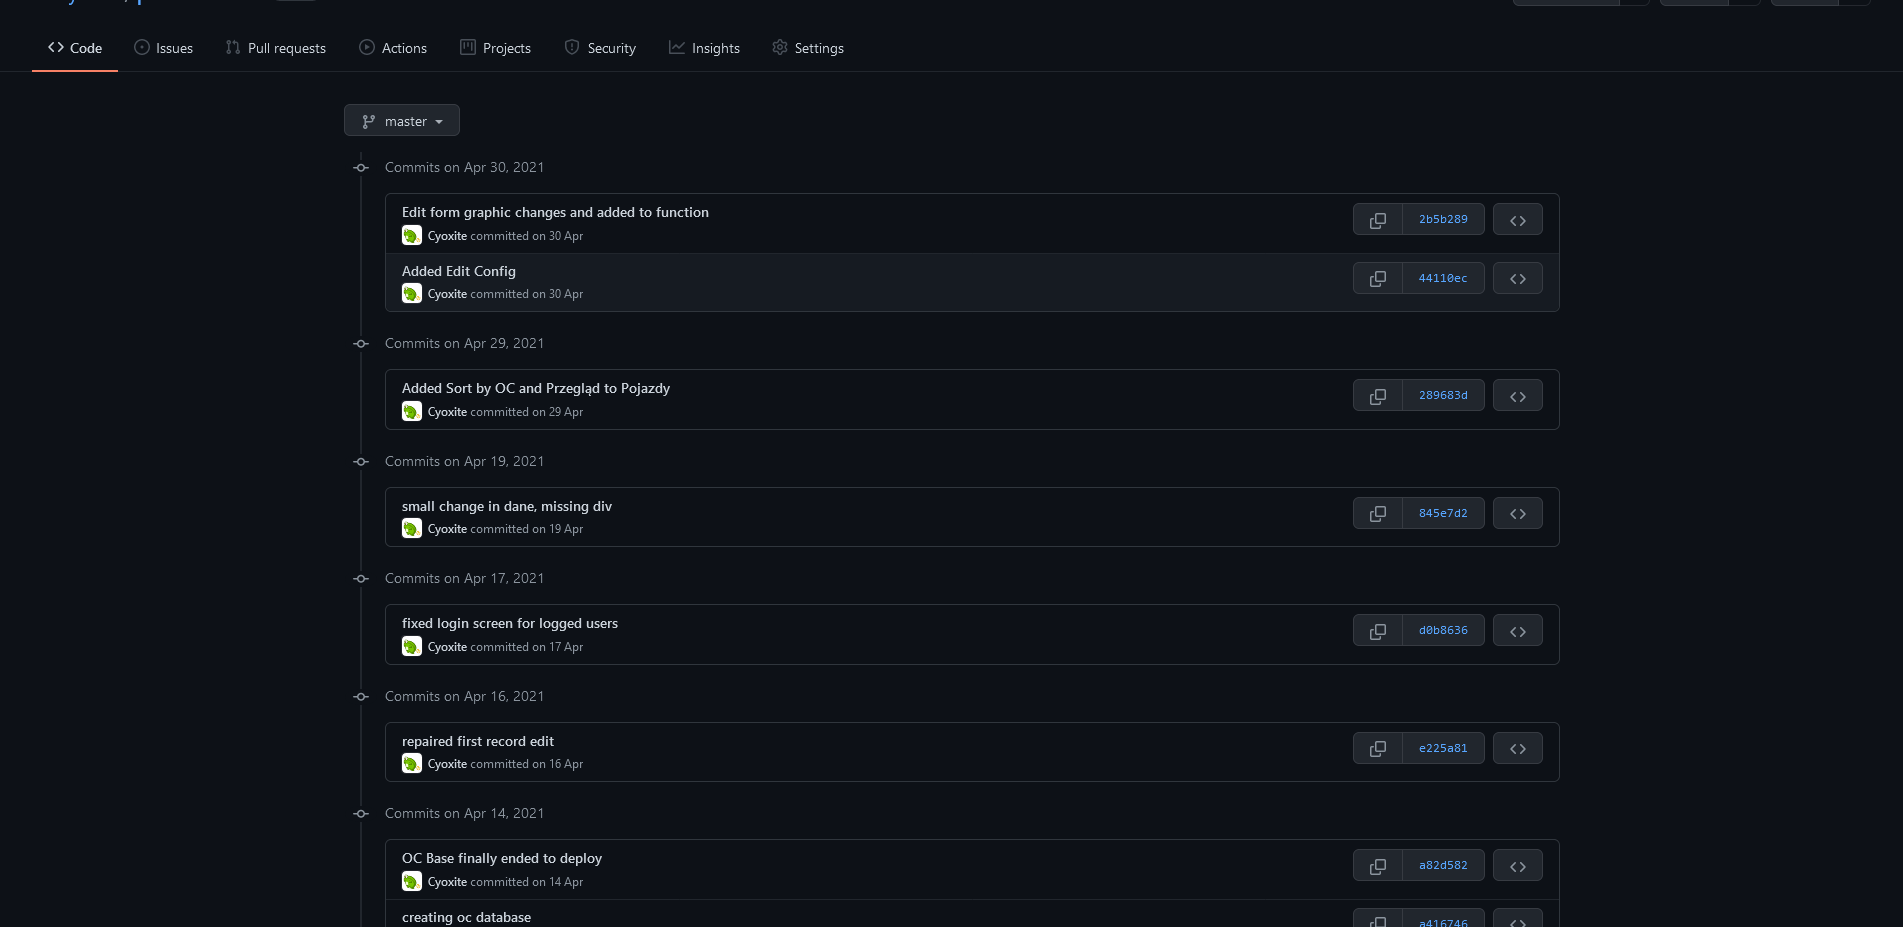 Code Issues Pull requests Actions Projects Security Insights Settings
master
Commits on Apr 30, 2021
Edit form graphic changes and added to function
Cyoxite committed on 30 Apr
2b5b289
Added Edit Config
Cyoxite committed on 30 Apr
44110ec
Commits on Apr 29, 2021
Added Sort by OC and Przegląd to Pojazdy
Cyoxite committed on 29 Apr
289683d
Commits on Apr 19, 2021
small change in dane, missing div
Cyoxite committed on 19 Apr
845e7d2
Commits on Apr 17, 2021
fixed login screen for logged users
Cyoxite committed on 17 Apr
d0b8636
Commits on Apr 16, 2021
repaired first record edit
Cyoxite committed on 16 Apr
e225a81
Commits on Apr 14, 2021
OC Base finally ended to deploy
Cyoxite committed on 14 Apr
a82d582
creating oc database
a416746